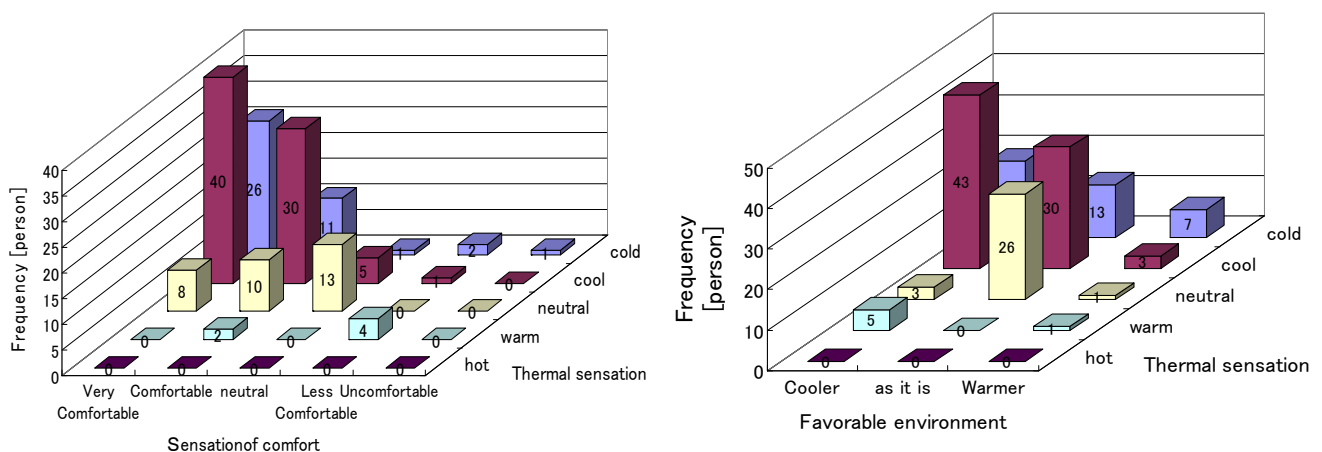 40
35
30
25
20
15
10
5
0
Frequency [person]
40
26
30
11
1
2
1
8
10
13
5
1
0
0
0
0
2
0
4
0
0
0
0
0
0
cold
cool
neutral
warm
hot
Thermal sensation
Very
Comfortable
Comfortable
neutral
Less
Comfortable
Uncomfortable
Sensationof comfort
50
40
30
20
10
0
Frequency
[person]
43
30
13
7
26
3
3
1
5
0
1
0
0
0
cold
cool
neutral
warm
hot
Thermal sensation
Cooler
as it is
Warmer
Favorable environment